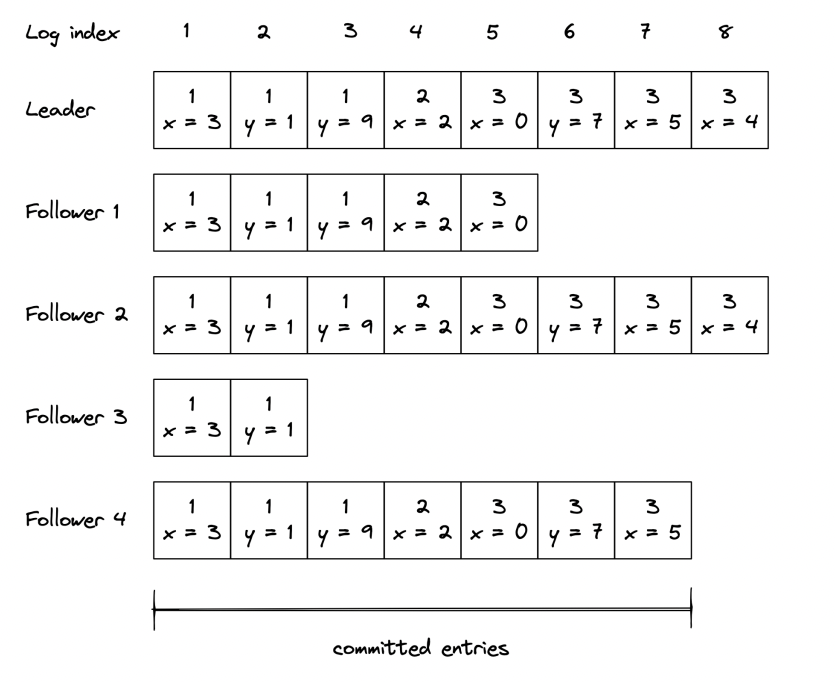 Log index 1 2 3 4 5 6 7 8
Leader
1 1 1 2 3 3 3 3
x = 3 y = 1 y = 9 x = 2 x = 0 y = 7 x = 5 x = 4
Follower 1
1 1 1 2 3
x = 3 y = 1 y = 9 x = 2 x = 0
Follower 2
1 1 1 2 3 3 3 3
x = 3 y = 1 y = 9 x = 2 x = 0 y = 7 x = 5 x = 4
Follower 3
1 1
x = 3 y = 1
Follower 4
1 1 1 2 3 3 3
x = 3 y = 1 y = 9 x = 2 x = 0 y = 7 x = 5
committed entries